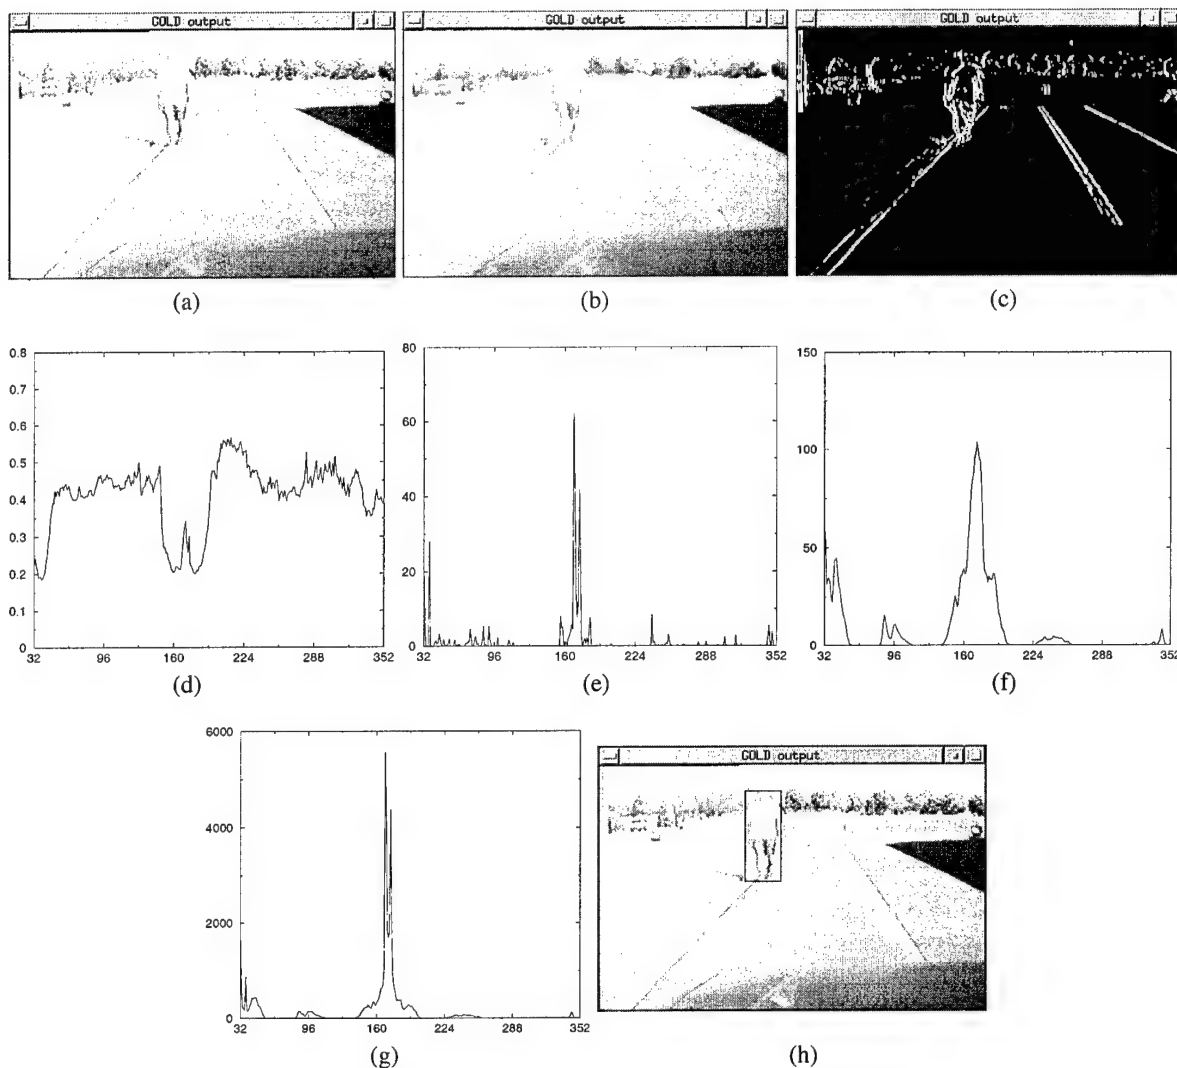 GOLD output
GOLD output
GOLD output
(a)
(b)
(c)
0.8
0.7
0.6
0.5
0.4
0.3
0.2
0.1
0
32 96 160 224 288 352
(d)
80
60
40
20
0
32 96 160 224 288 352
(e)
150
100
50
0
32 96 160 224 288 352
(f)
6000
4000
2000
0
32 96 160 224 288 352
(g)
GOLD output
(h)